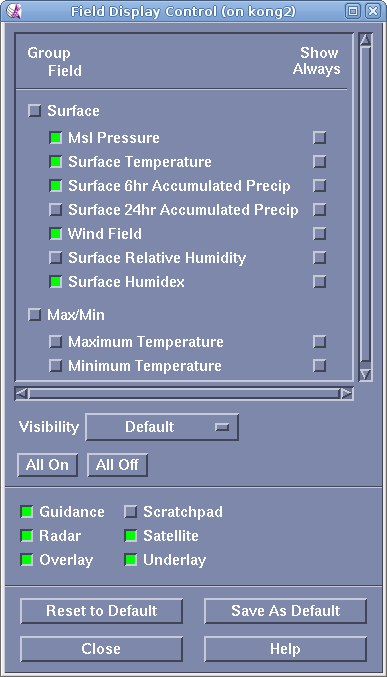 Field Display Control (on kong2)
Group Show
Field Always
Surface
Msl Pressure
Surface Temperature
Surface 6hr Accumulated Precip
Surface 24hr Accumulated Precip
Wind Field
Surface Relative Humidity
Surface Humidex
Max/Min
Maximum Temperature
Minimum Temperature
Visibility Default
All On All Off
Guidance Scratchpad
Radar Satellite
Overlay Underlay
Reset to Default Save As Default
Close Help